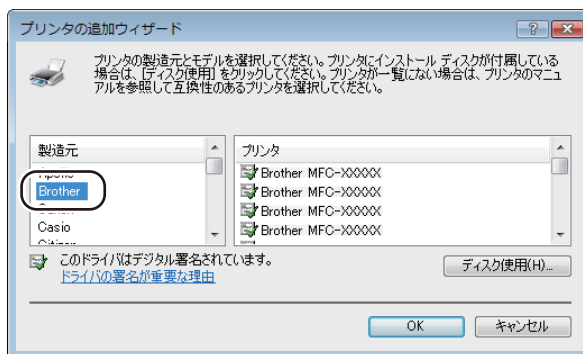 プリンタの追加ウィザード
プリンタの製造元とモデルを選択してください。プリンタにインストール ディスクが付属している
場合は、[ディスク使用] をクリックしてください。プリンタが一覧にない場合は、プリンタのマニュ
アルを参照して互換性のあるプリンタを選択してください。
製造元
Brother
Casio
プリンタ
Brother MFC-XXXXX
Brother MFC-XXXXX
Brother MFC-XXXXX
Brother MFC-XXXXX
このドライバはデジタル署名されています。
ドライバの署名が重要な理由
ディスク使用(H)...
OK
キャンセル